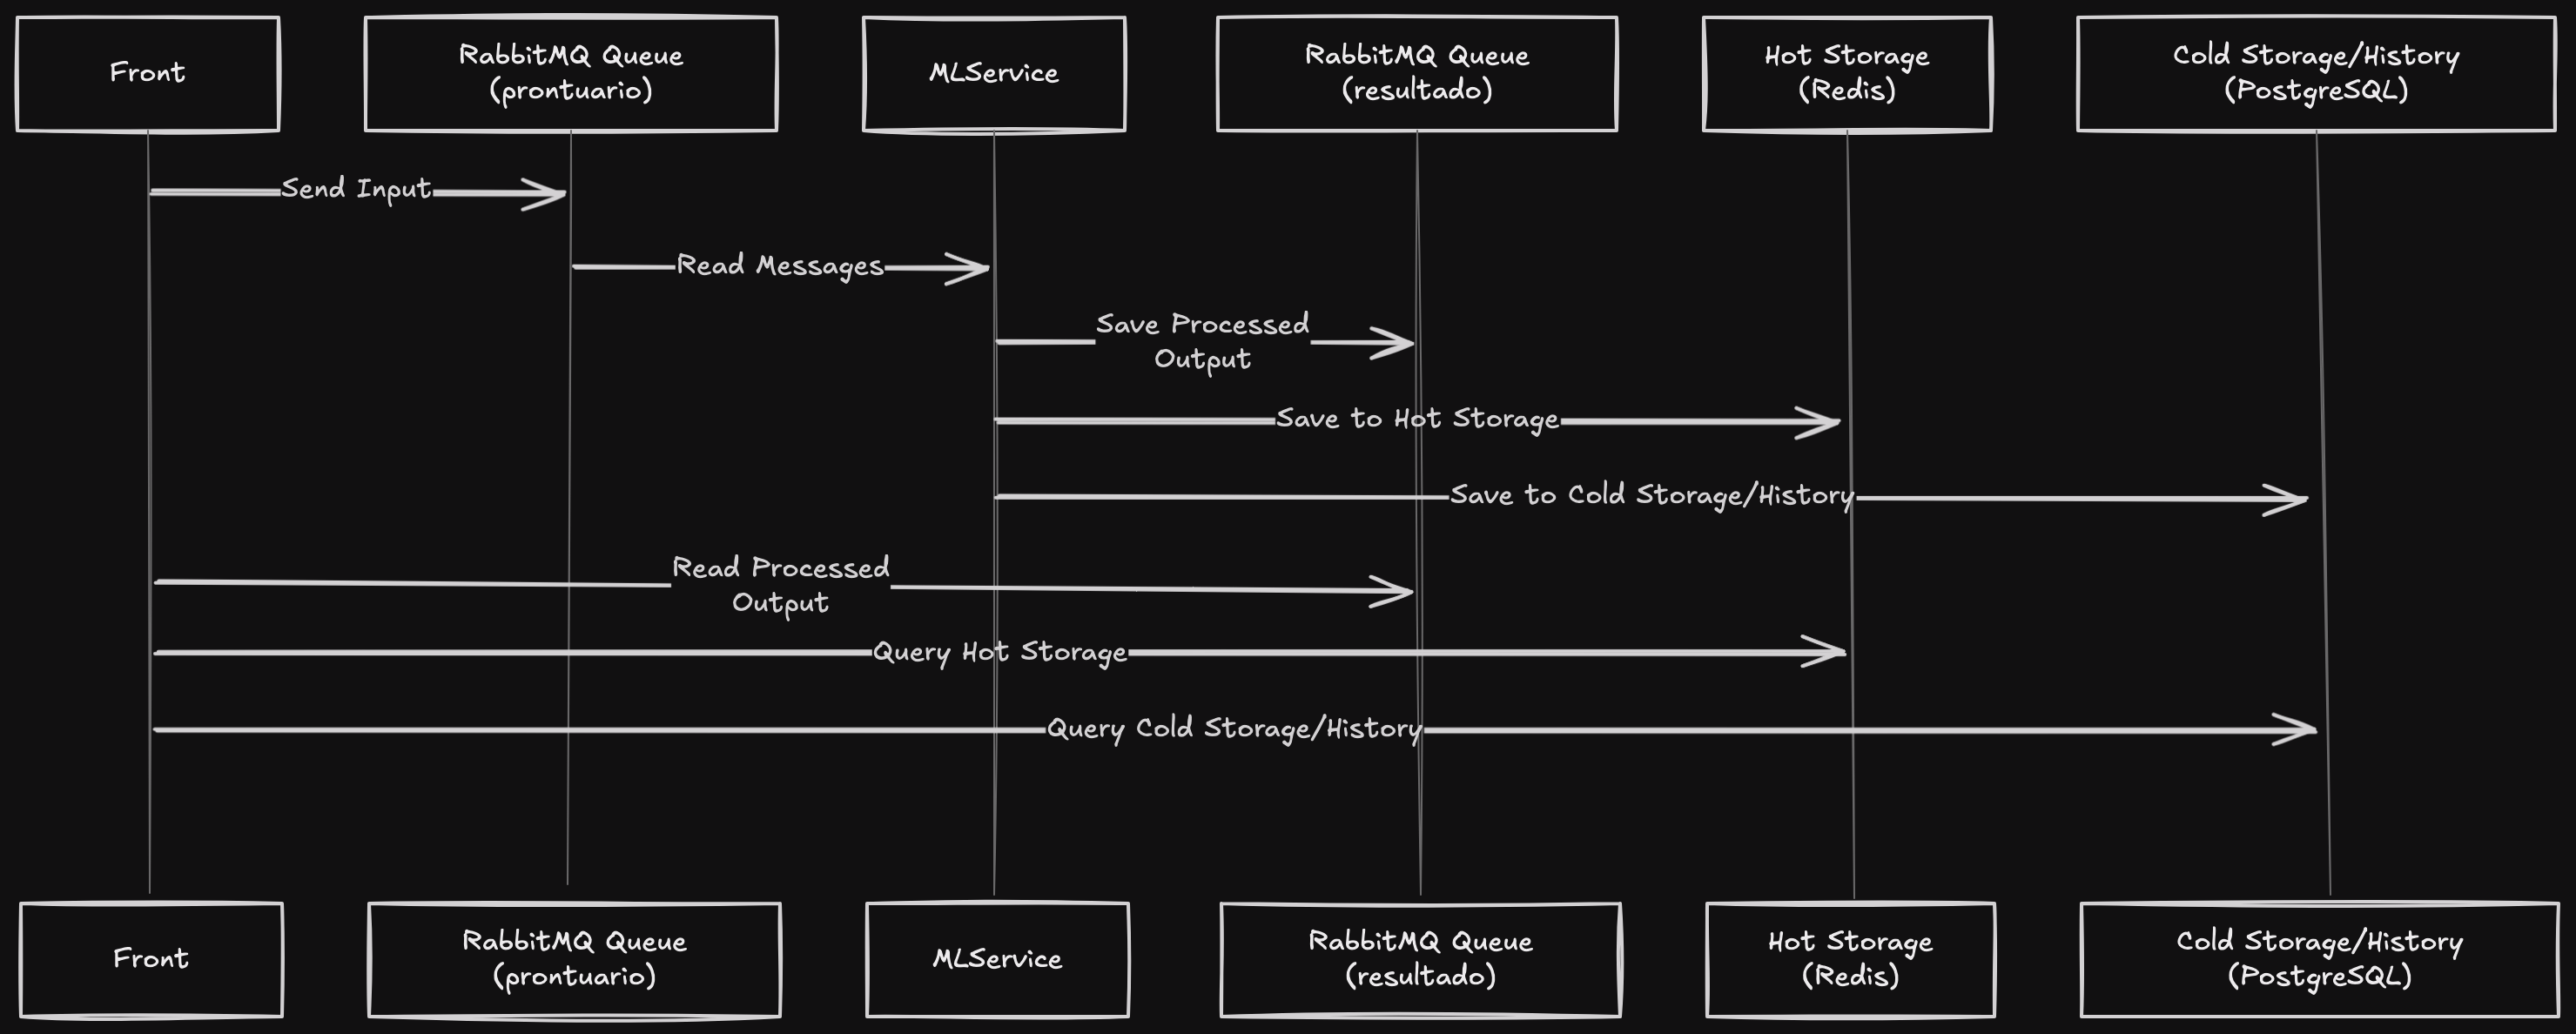 Front
RabbitMQ Queue
(prontuario)
MLService
RabbitMQ Queue
(resultado)
Hot Storage
(Redis)
Cold Storage/History
(PostgreSQL)
Send Input
Read Messages
Save Processed
Output
Save to Hot Storage
Save to Cold Storage/History
Read Processed
Output
Query Hot Storage
Query Cold Storage/History
Front
RabbitMQ Queue
(prontuario)
MLService
RabbitMQ Queue
(resultado)
Hot Storage
(Redis)
Cold Storage/History
(PostgreSQL)